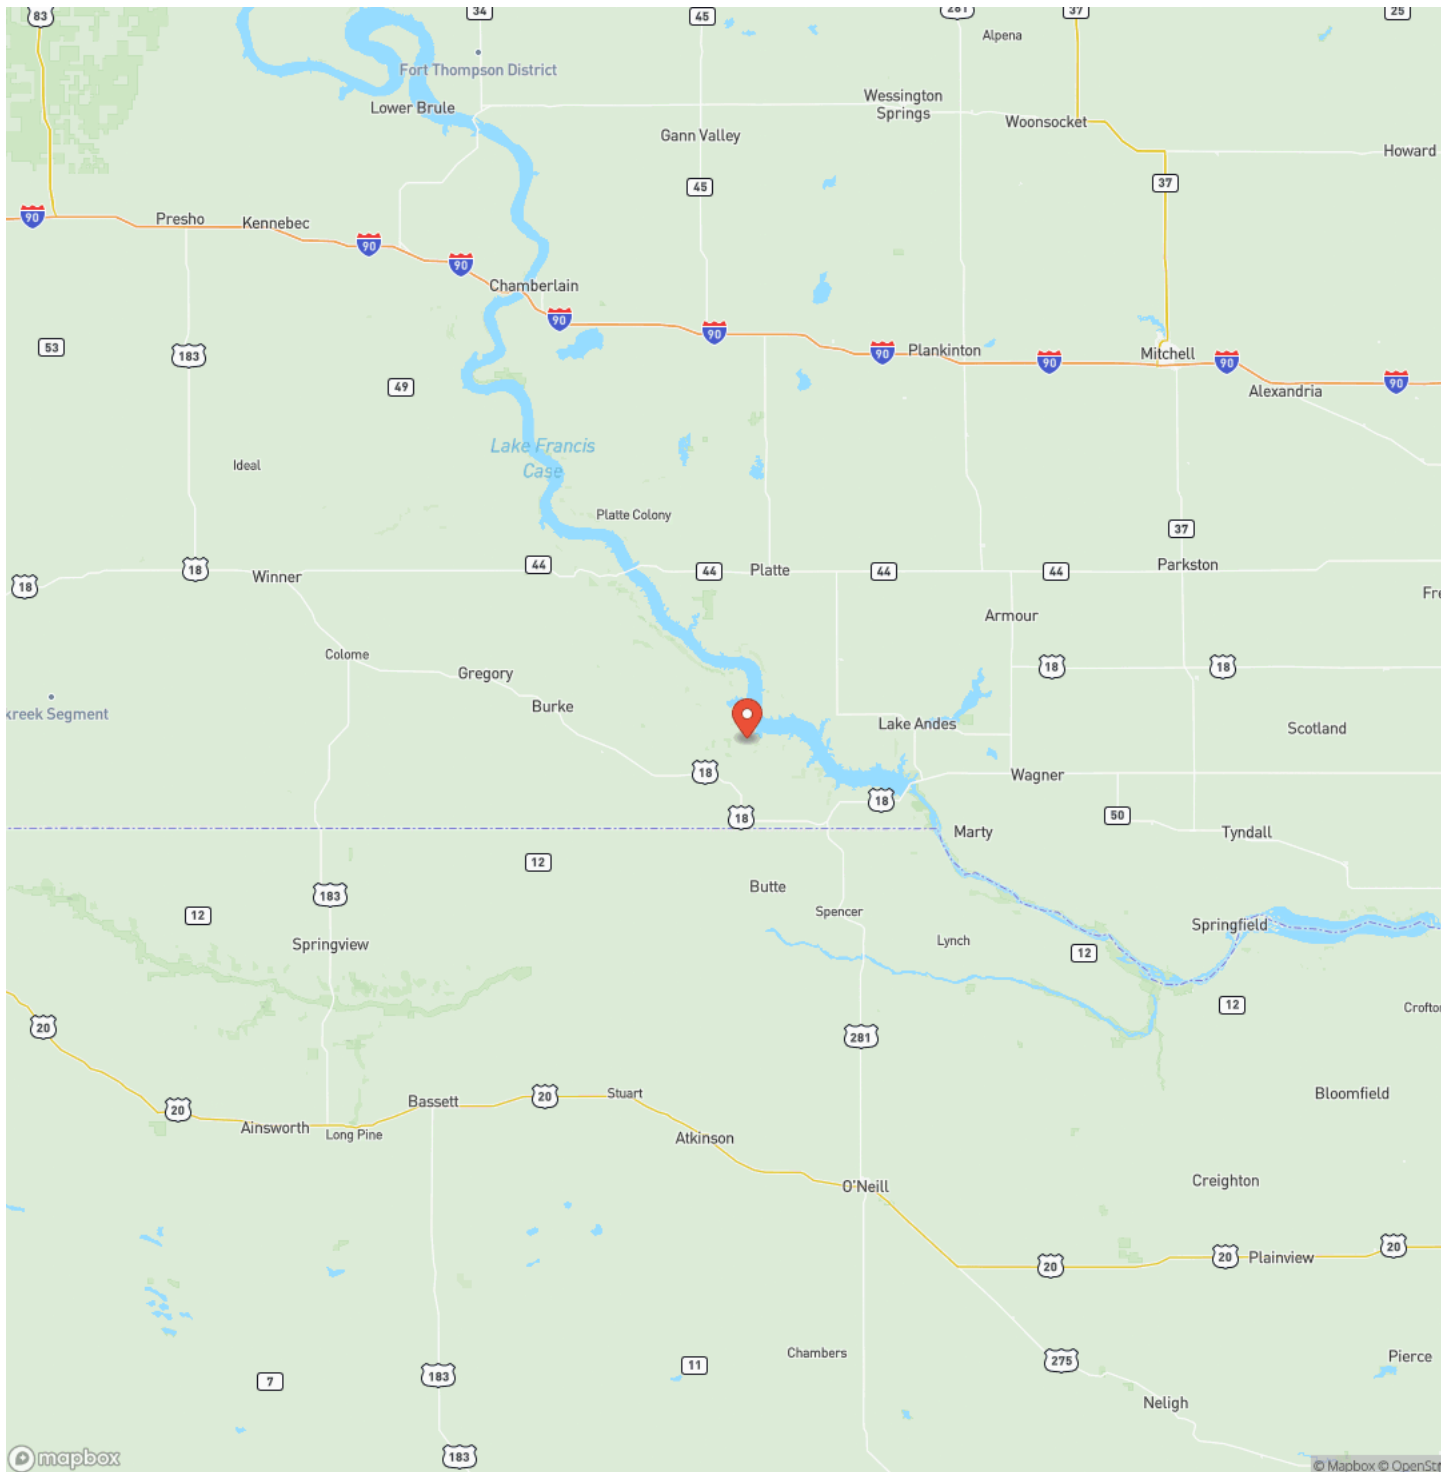 83
34
45
281
37
25
Alpena
Fort Thompson District
Lower Brule
Wessington
Springs
Woonsocket
Gann Valley
Howard
45
37
90
Presho
Kennebec
90
90
Chamberlain
90
90
53
183
90
Plankinton
90
Mitchell
90
90
49
Alexandria
Lake Francis
Case
Ideal
Platte Colony
37
18
18
Winner
44
44
Platte
44
44
Parkston
Fre
Armour
Colome
Gregory
18
18
Burke
kreek Segment
Lake Andes
Scotland
18
Wagner
18
18
50
Marty
Tyndall
12
Butte
183
12
Spencer
Springview
Lynch
12
Springfield
12
Crofton
20
281
Bloomfield
20
Bassett
20
Stuart
Ainsworth
Long Pine
Atkinson
O'Neill
Creighton
20
20
Plainview
20
Chambers
275
Pierce
7
183
11
Neligh
183
mapbox
© Mapbox © OpenStr